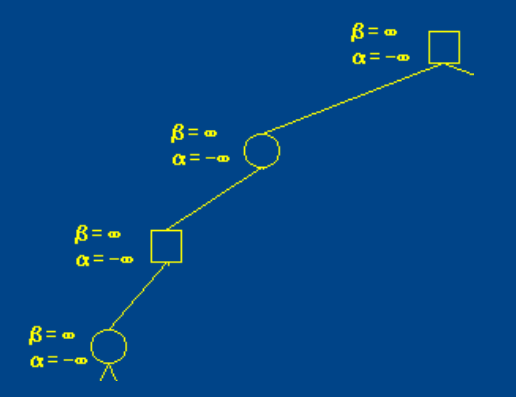 β = ∞
α = −∞
β = ∞
α = −∞
β = ∞
α = −∞
β = ∞
α = −∞